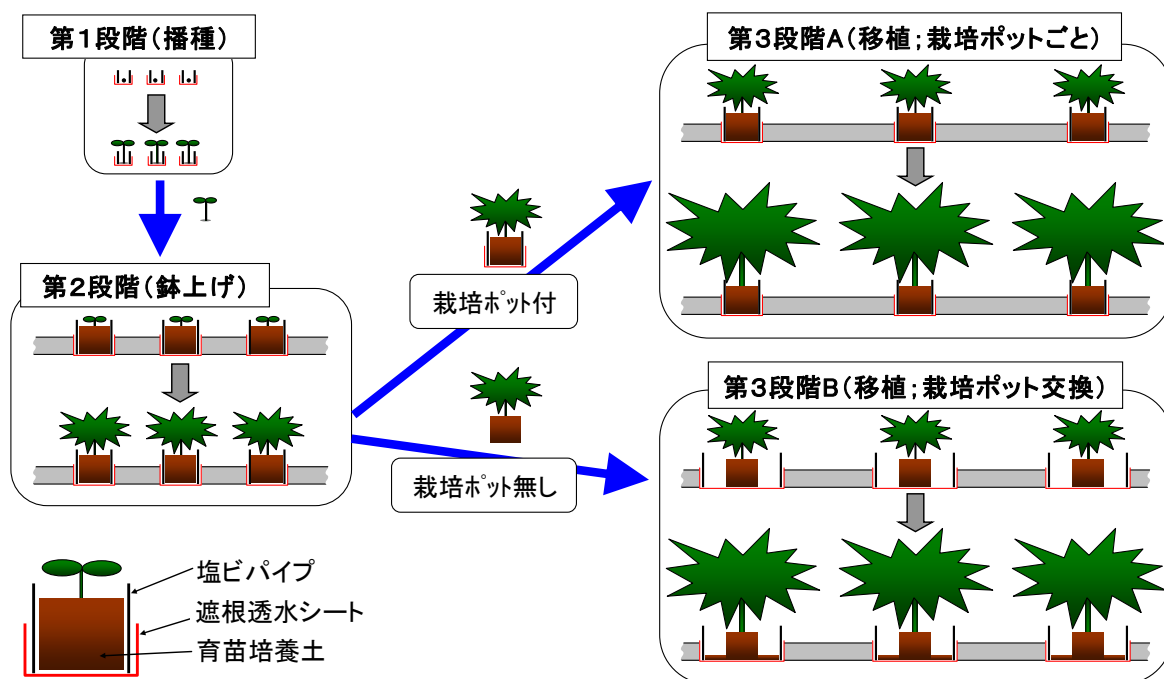 第１段階（播種）
第２段階（鉢上げ）
栽培ﾎﾟｯﾄ付
栽培ﾎﾟｯﾄ無し
第３段階Ａ（移植；栽培ポットごと）
第３段階Ｂ（移植；栽培ポット交換）
塩ビパイプ
遮根透水シート
育苗培養土